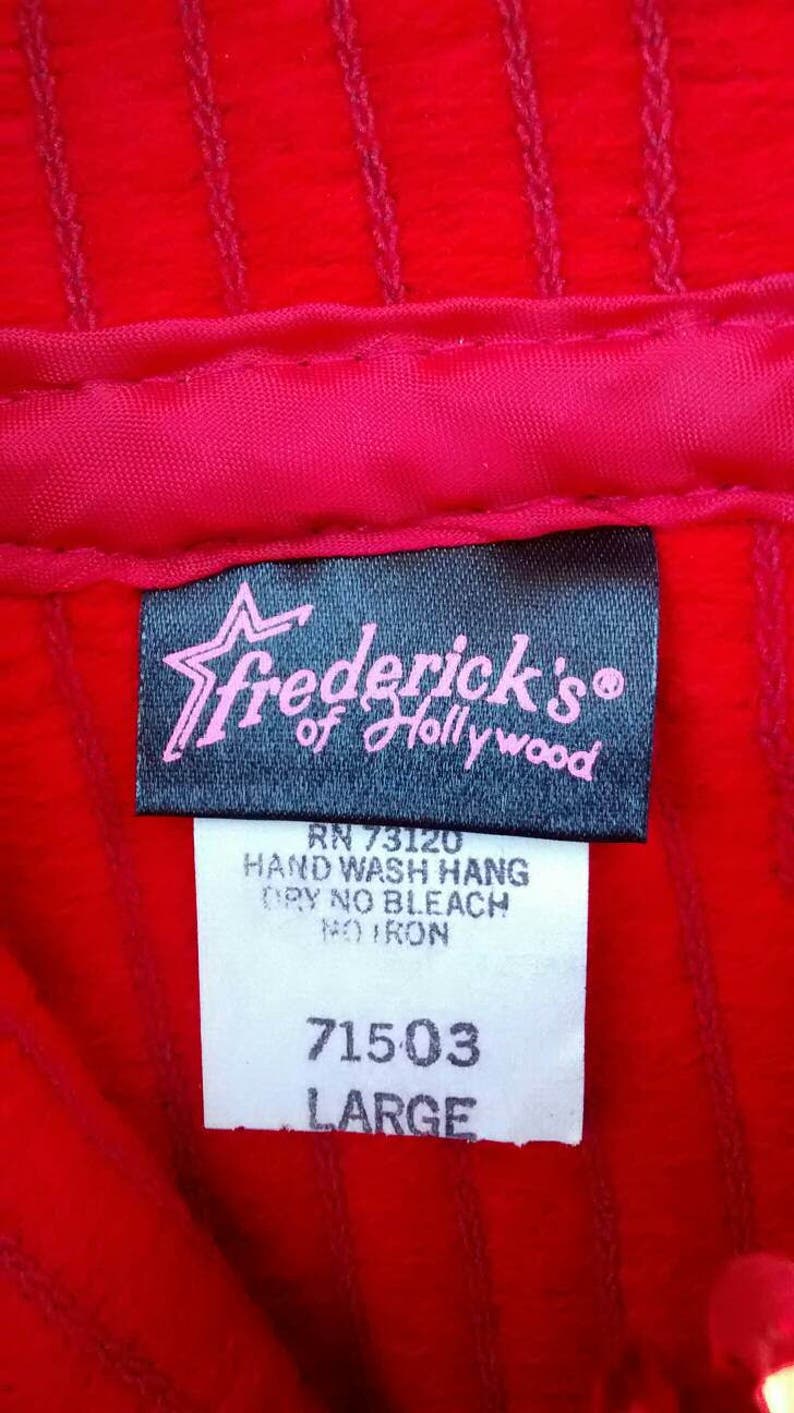 frederick's®
of Hollywood
RN 73120
HAND WASH HANG
DRY NO BLEACH
NO IRON
71503
LARGE